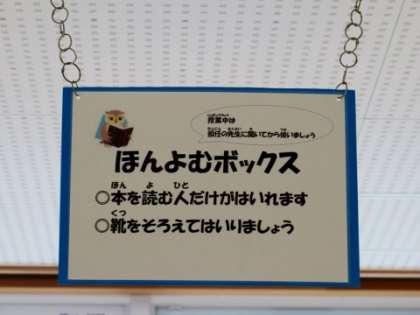 授業中は
担任の先生に聞いてから使いましょう
ほんよむボックス
○本を読む人だけがはいれます
○靴をそろえてはいりましょう